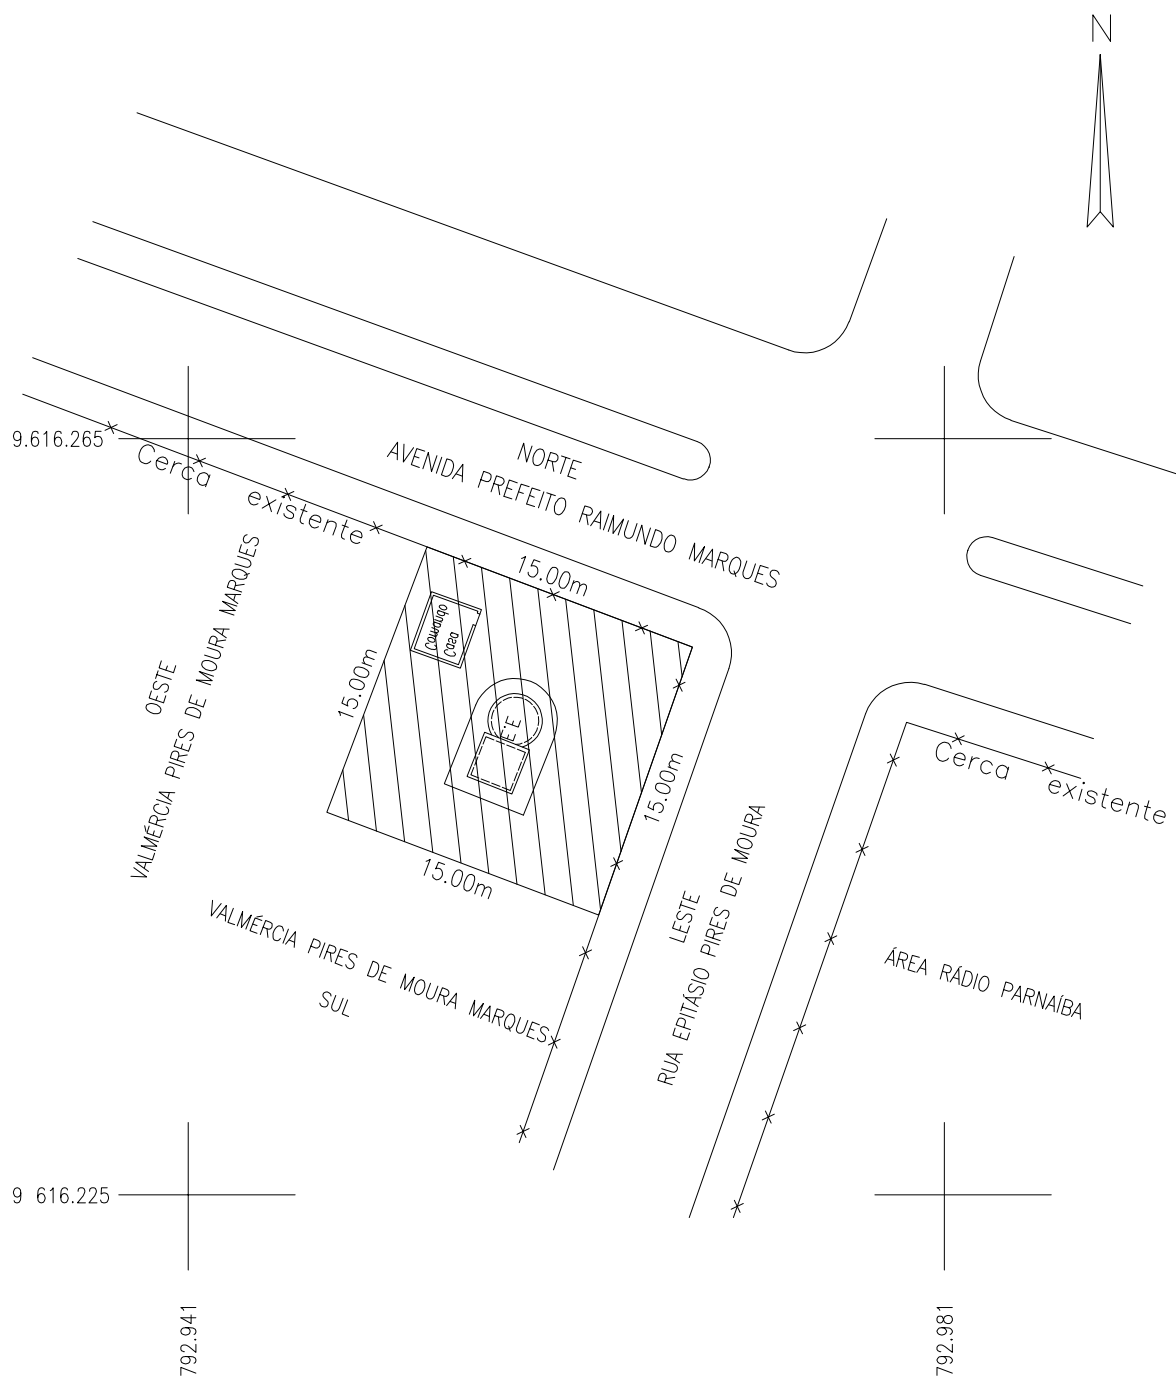 N
9.616.265
NORTE
AVENIDA PREFEITO RAIMUNDO MARQUES
Cerca existente
15.00m
OESTE
VALMÉRCIA PIRES DE MOURA MARQUES
Casa
Comando
15.00m
E.E
15.00m
15.00m
Cerca existente
LESTE
RUA EPITÁSIO PIRES DE MOURA
VALMÉRCIA PIRES DE MOURA MARQUES
SUL
ÁREA RÁDIO PARNAÍBA
9 616.225
792.941
792.981